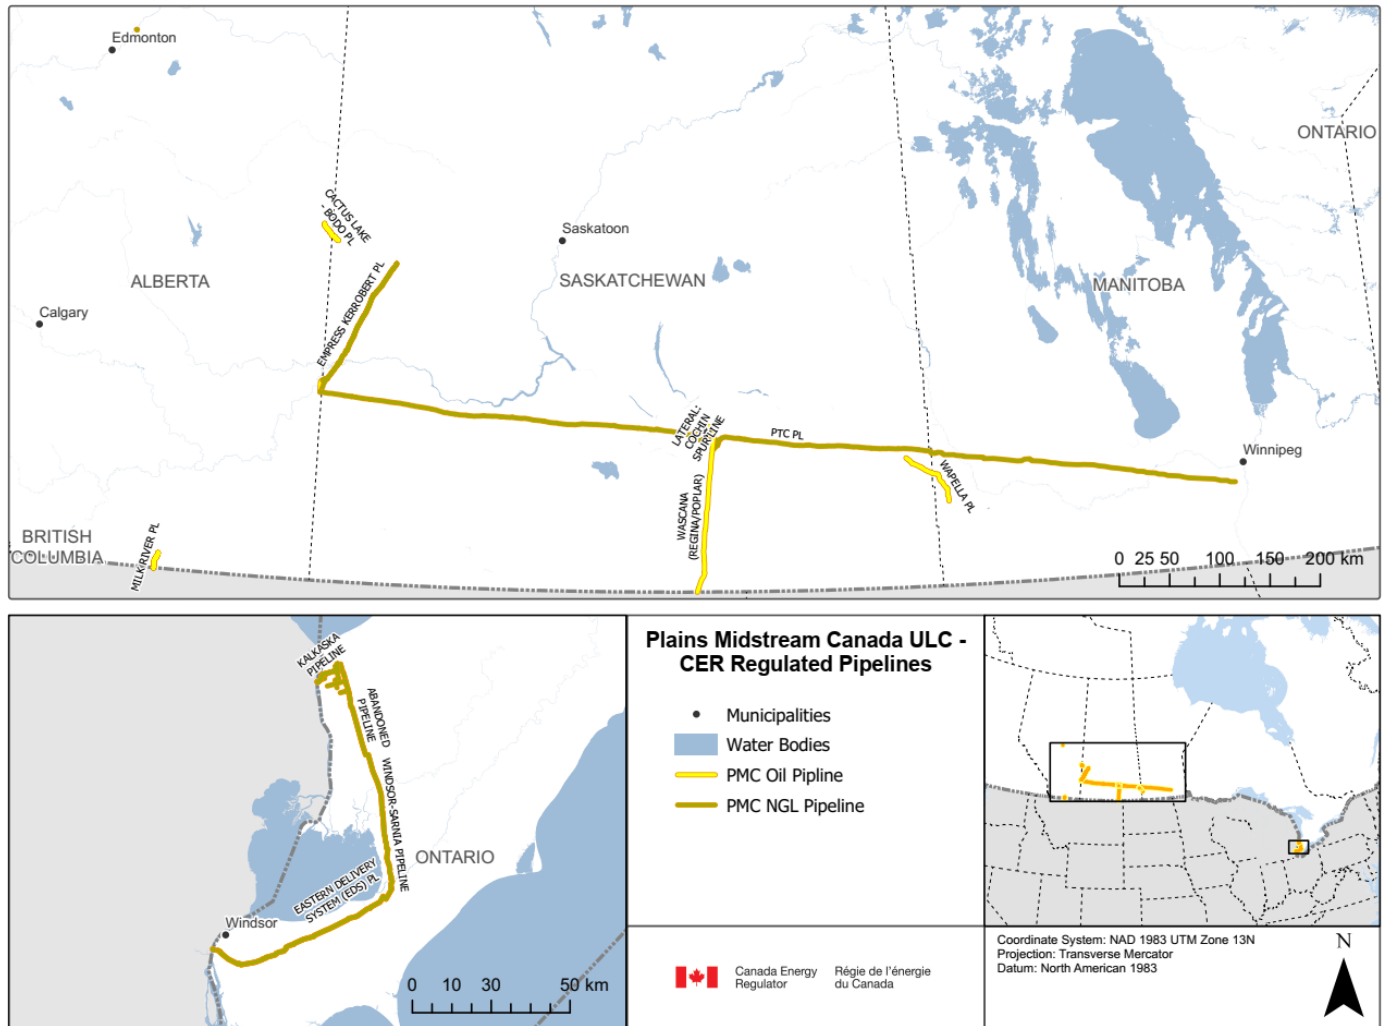 Edmonton
ONTARIO
CACTUS LAKE
- BODO PL
Saskatoon
ALBERTA
SASKATCHEWAN
MANITOBA
Calgary
EMPRESS KERROBERT PL
LATERAL:
COCHIN
SPURLINE
PTC PL
Winnipeg
WAPELLA PL
WASCANA
(REGINA/POPLAR)
BRITISH
COLUMBIA
MILK RIVER PL
0 25 50 100 150 200 km
KALKASKA
PIPELINE
ABANDONED
PIPELINE
WINDSOR-SARNIA PIPELINE
ONTARIO
EASTERN DELIVERY
SYSTEM (EDS) PL
Windsor
0 10 30 50 km
Plains Midstream Canada ULC -
CER Regulated Pipelines
Municipalities
Water Bodies
PMC Oil Pipline
PMC NGL Pipeline
Canada Energy
Regulator
Régie de l'énergie
du Canada
Coordinate System: NAD 1983 UTM Zone 13N
Projection: Transverse Mercator
Datum: North American 1983
N